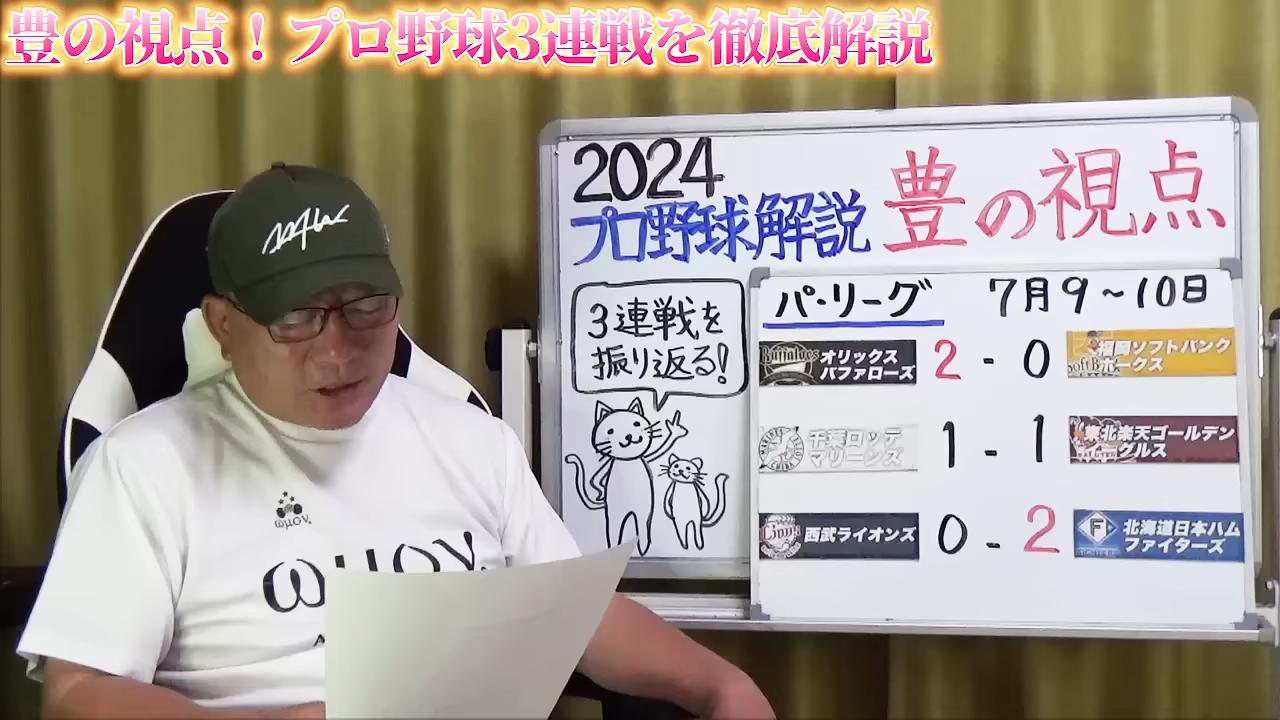 豊の視点！プロ野球3連戦を徹底解説
2024
プロ野球解説
豊の視点
3連戦を
振り返る!
パ・リーグ 7月9~10日
Buffaloes
オリックス
バファローズ
2 - 0
福岡ソフトバンク
ークス
千葉ロッテ
マリーンズ
1 - 1
東北楽天ゴールデン
グルス
Lions
西武ライオンズ
0 - 2
F
北海道日本ハム
ファイターズ
ωμον.
ωμον.